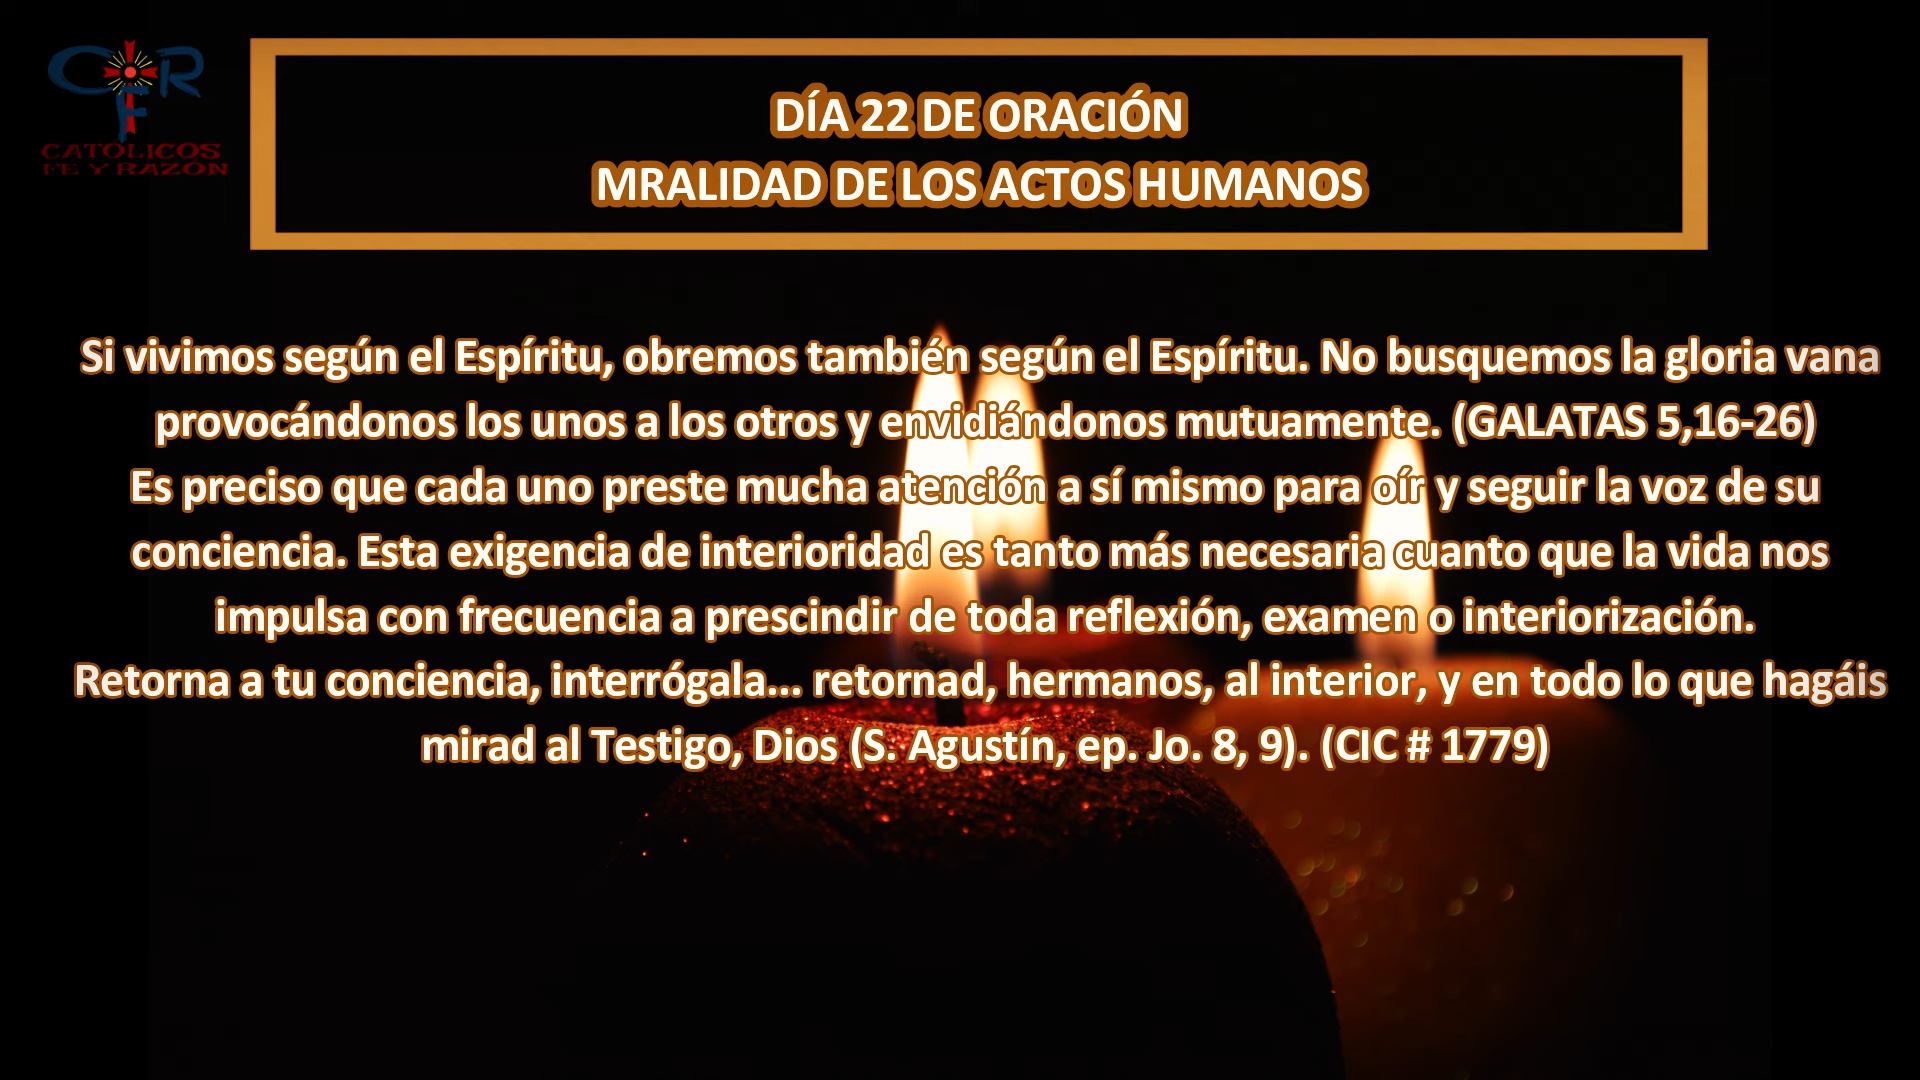 CFR
CATOLICOS
FE Y RAZÓN
DÍA 22 DE ORACIÓN
MRALIDAD DE LOS ACTOS HUMANOS
Si vivimos según el Espíritu, obremos también según el Espíritu. No busquemos la gloria vana
provocándonos los unos a los otros y envidiándonos mutuamente. (GALATAS 5,16-26)
Es preciso que cada uno preste mucha atención a sí mismo para oír y seguir la voz de su
conciencia. Esta exigencia de interioridad es tanto más necesaria cuanto que la vida nos
impulsa con frecuencia a prescindir de toda reflexión, examen o interiorización.
Retorna a tu conciencia, interrógala... retornad, hermanos, al interior, y en todo lo que hagáis
mirad al Testigo, Dios (S. Agustín, ep. Jo. 8, 9). (CIC # 1779)